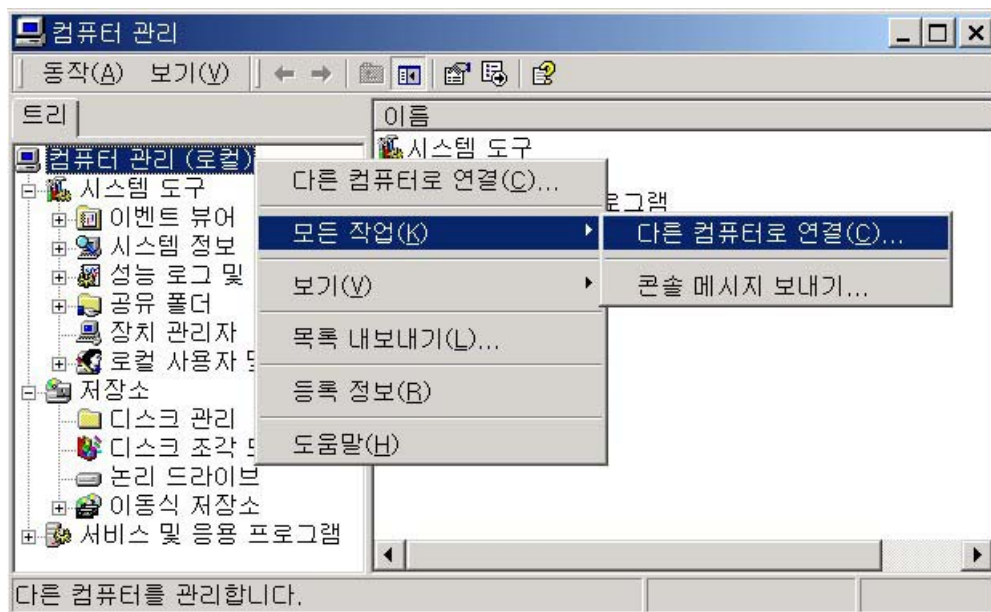 컴퓨터 관리
동작(A) 보기(V)
트리
이름
컴퓨터 관리 (로컬)
시스템 도구
이벤트 뷰어
시스템 정보
성능 로그 및
공유 폴더
장치 관리자
로컬 사용자
저장소
디스크 관리
디스크 조각
논리 드라이브
이동식 저장소
서비스 및 응용 프로그램
시스템 도구
로그램
다른 컴퓨터로 연결(C)...
모든 작업(K)
보기(V)
목록 내보내기(L)...
등록 정보(R)
도움말(H)
다른 컴퓨터로 연결(C)...
콘솔 메시지 보내기...
다른 컴퓨터를 관리합니다.